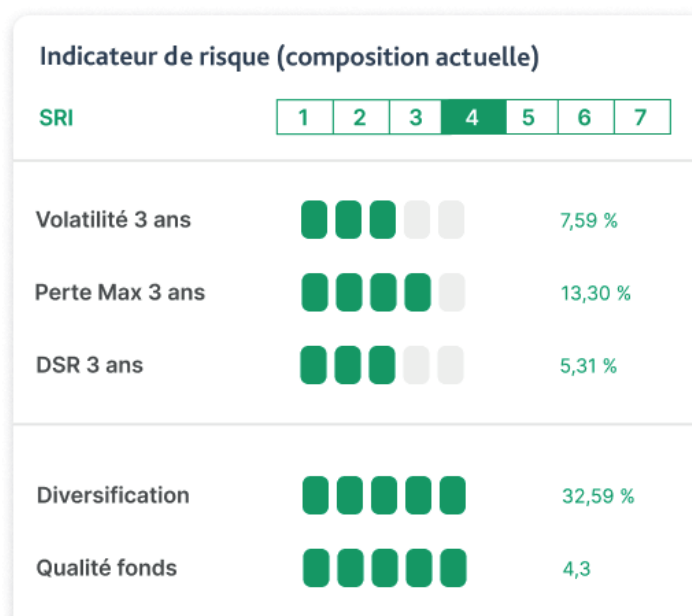 Indicateur de risque (composition actuelle)
SRI 1 2 3 4 5 6 7
Volatilité 3 ans 7,59 %
Perte Max 3 ans 13,30 %
DSR 3 ans 5,31 %
Diversification 32,59 %
Qualité fonds 4,3